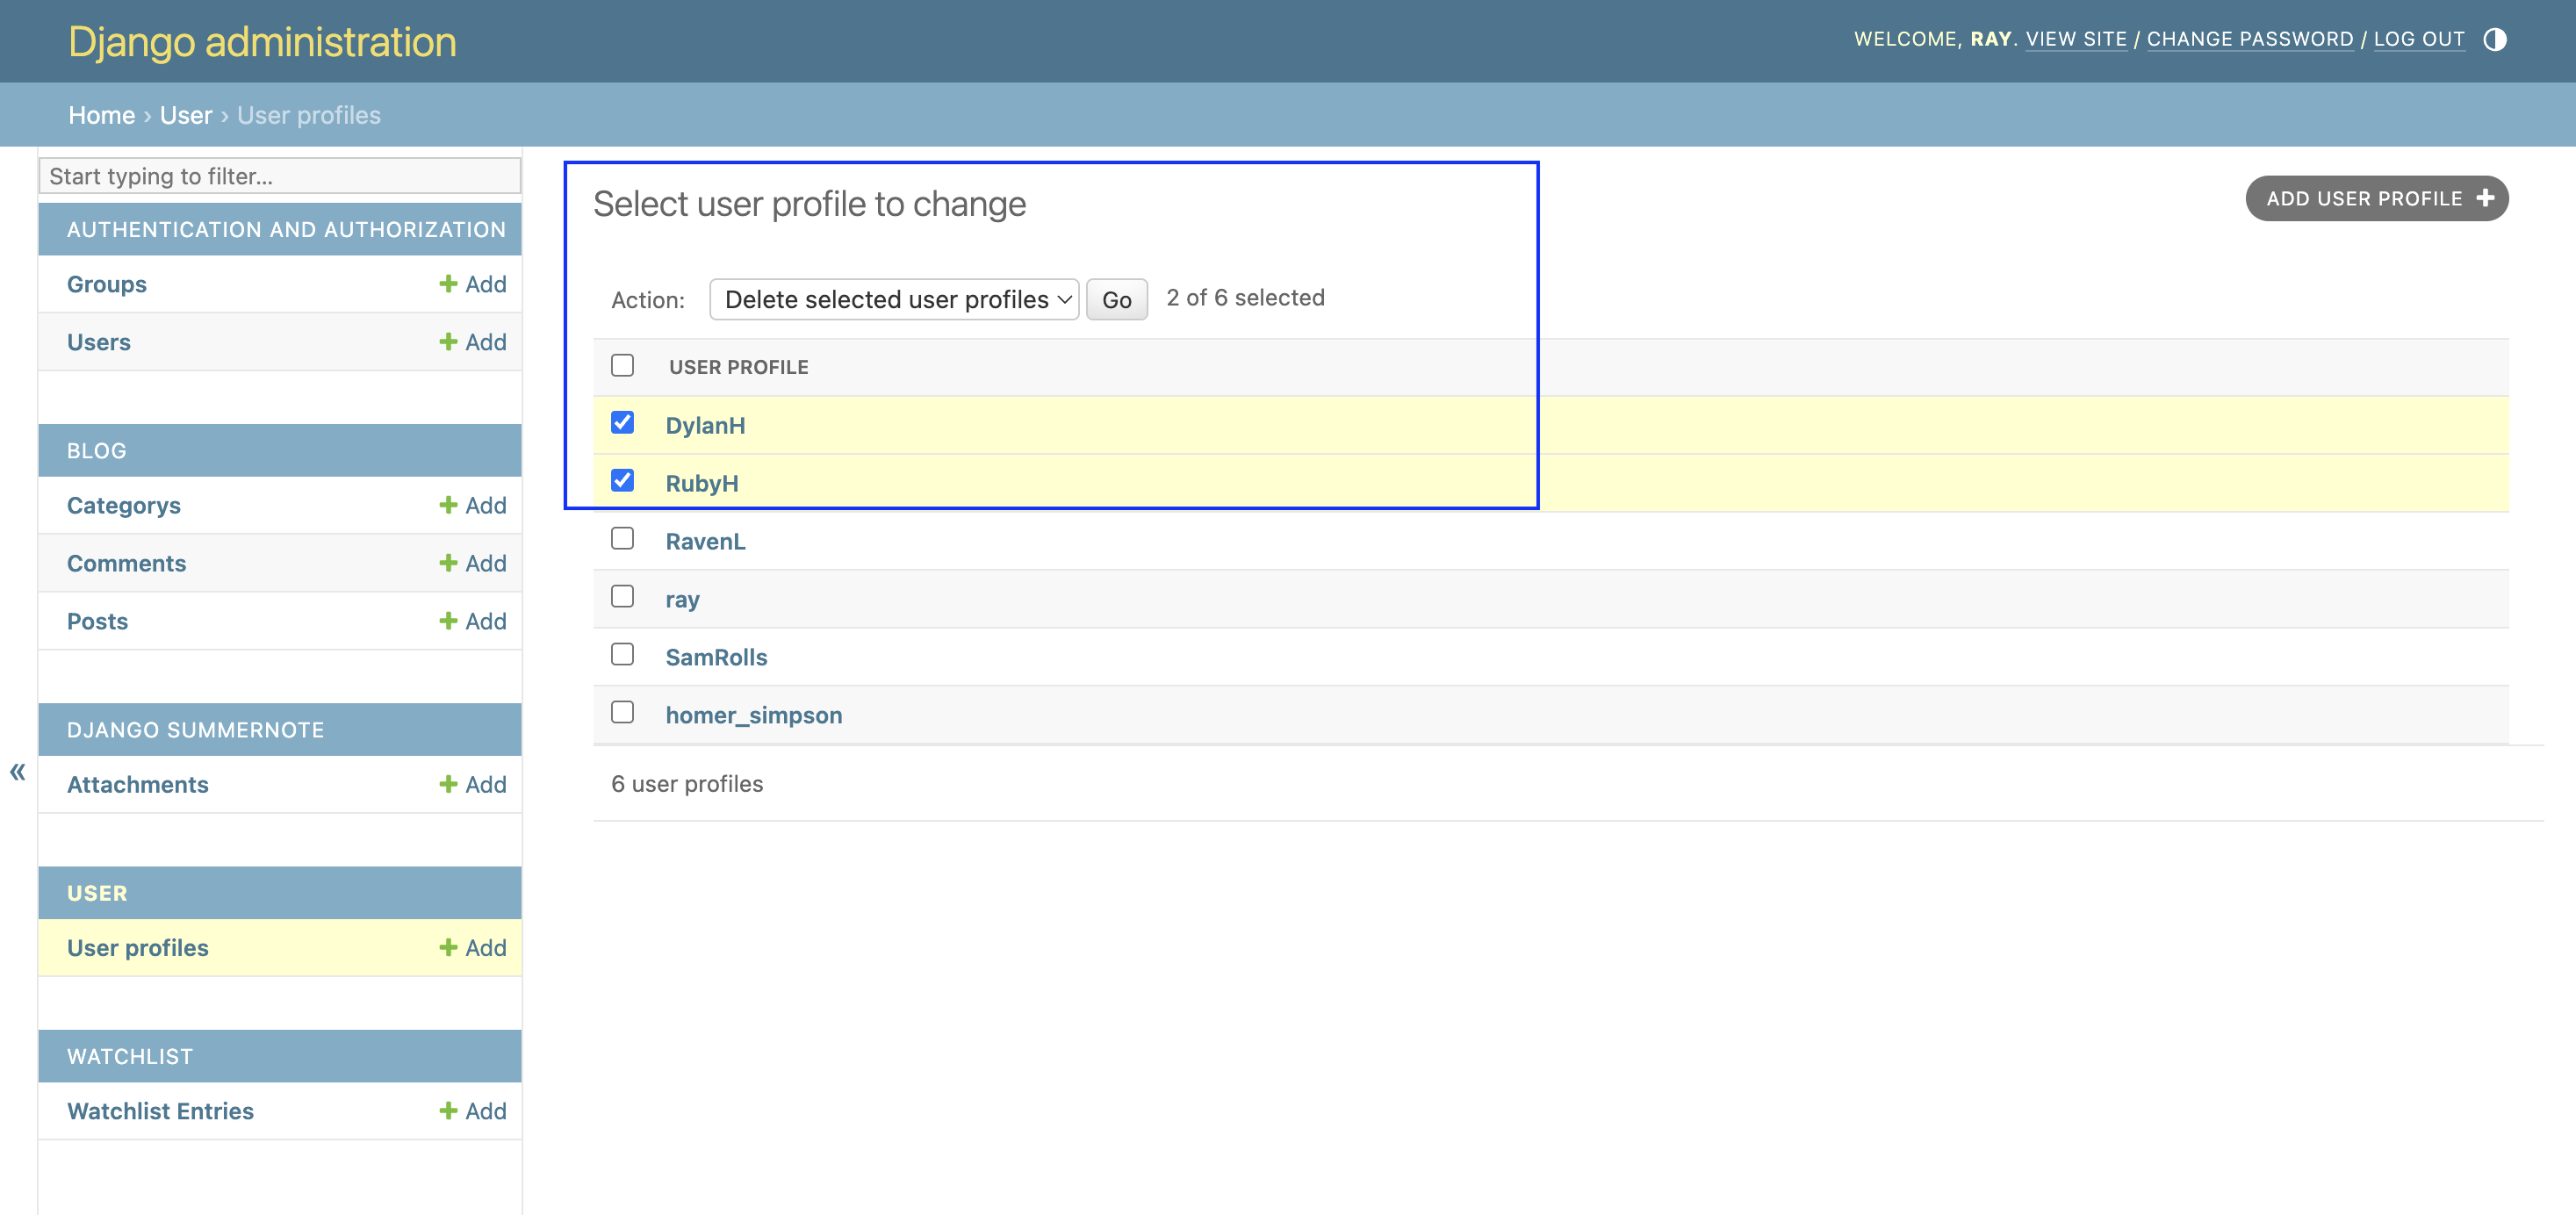 Django administration
WELCOME, RAY. VIEW SITE / CHANGE PASSWORD / LOG OUT
Home › User › User profiles
Start typing to filter...
AUTHENTICATION AND AUTHORIZATION
Groups + Add
Users + Add
BLOG
Categorys + Add
Comments + Add
Posts + Add
DJANGO SUMMERNOTE
Attachments + Add
USER
User profiles + Add
WATCHLIST
Watchlist Entries + Add
«
Select user profile to change
ADD USER PROFILE +
Action: Delete selected user profiles Go 2 of 6 selected
USER PROFILE
DylanH
RubyH
RavenL
ray
SamRolls
homer_simpson
6 user profiles